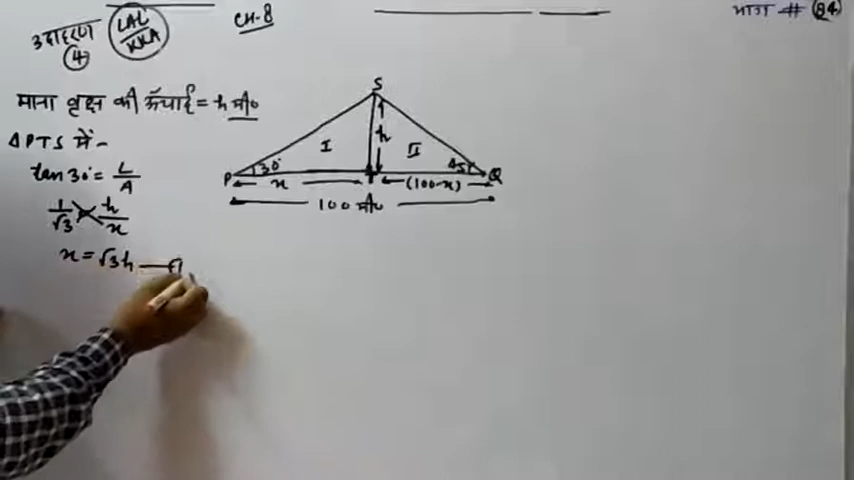 उदाहरण LAL KKA CH-8 भाग # 84
4
माना वृक्ष की ऊँचाई = h मी०
Δ PTS में -
tan 30° = L/A
1/√3 = h/x
x = √3h — (1
S
h
I II
30° 45°
P T Q
x (100-x)
100 मी०